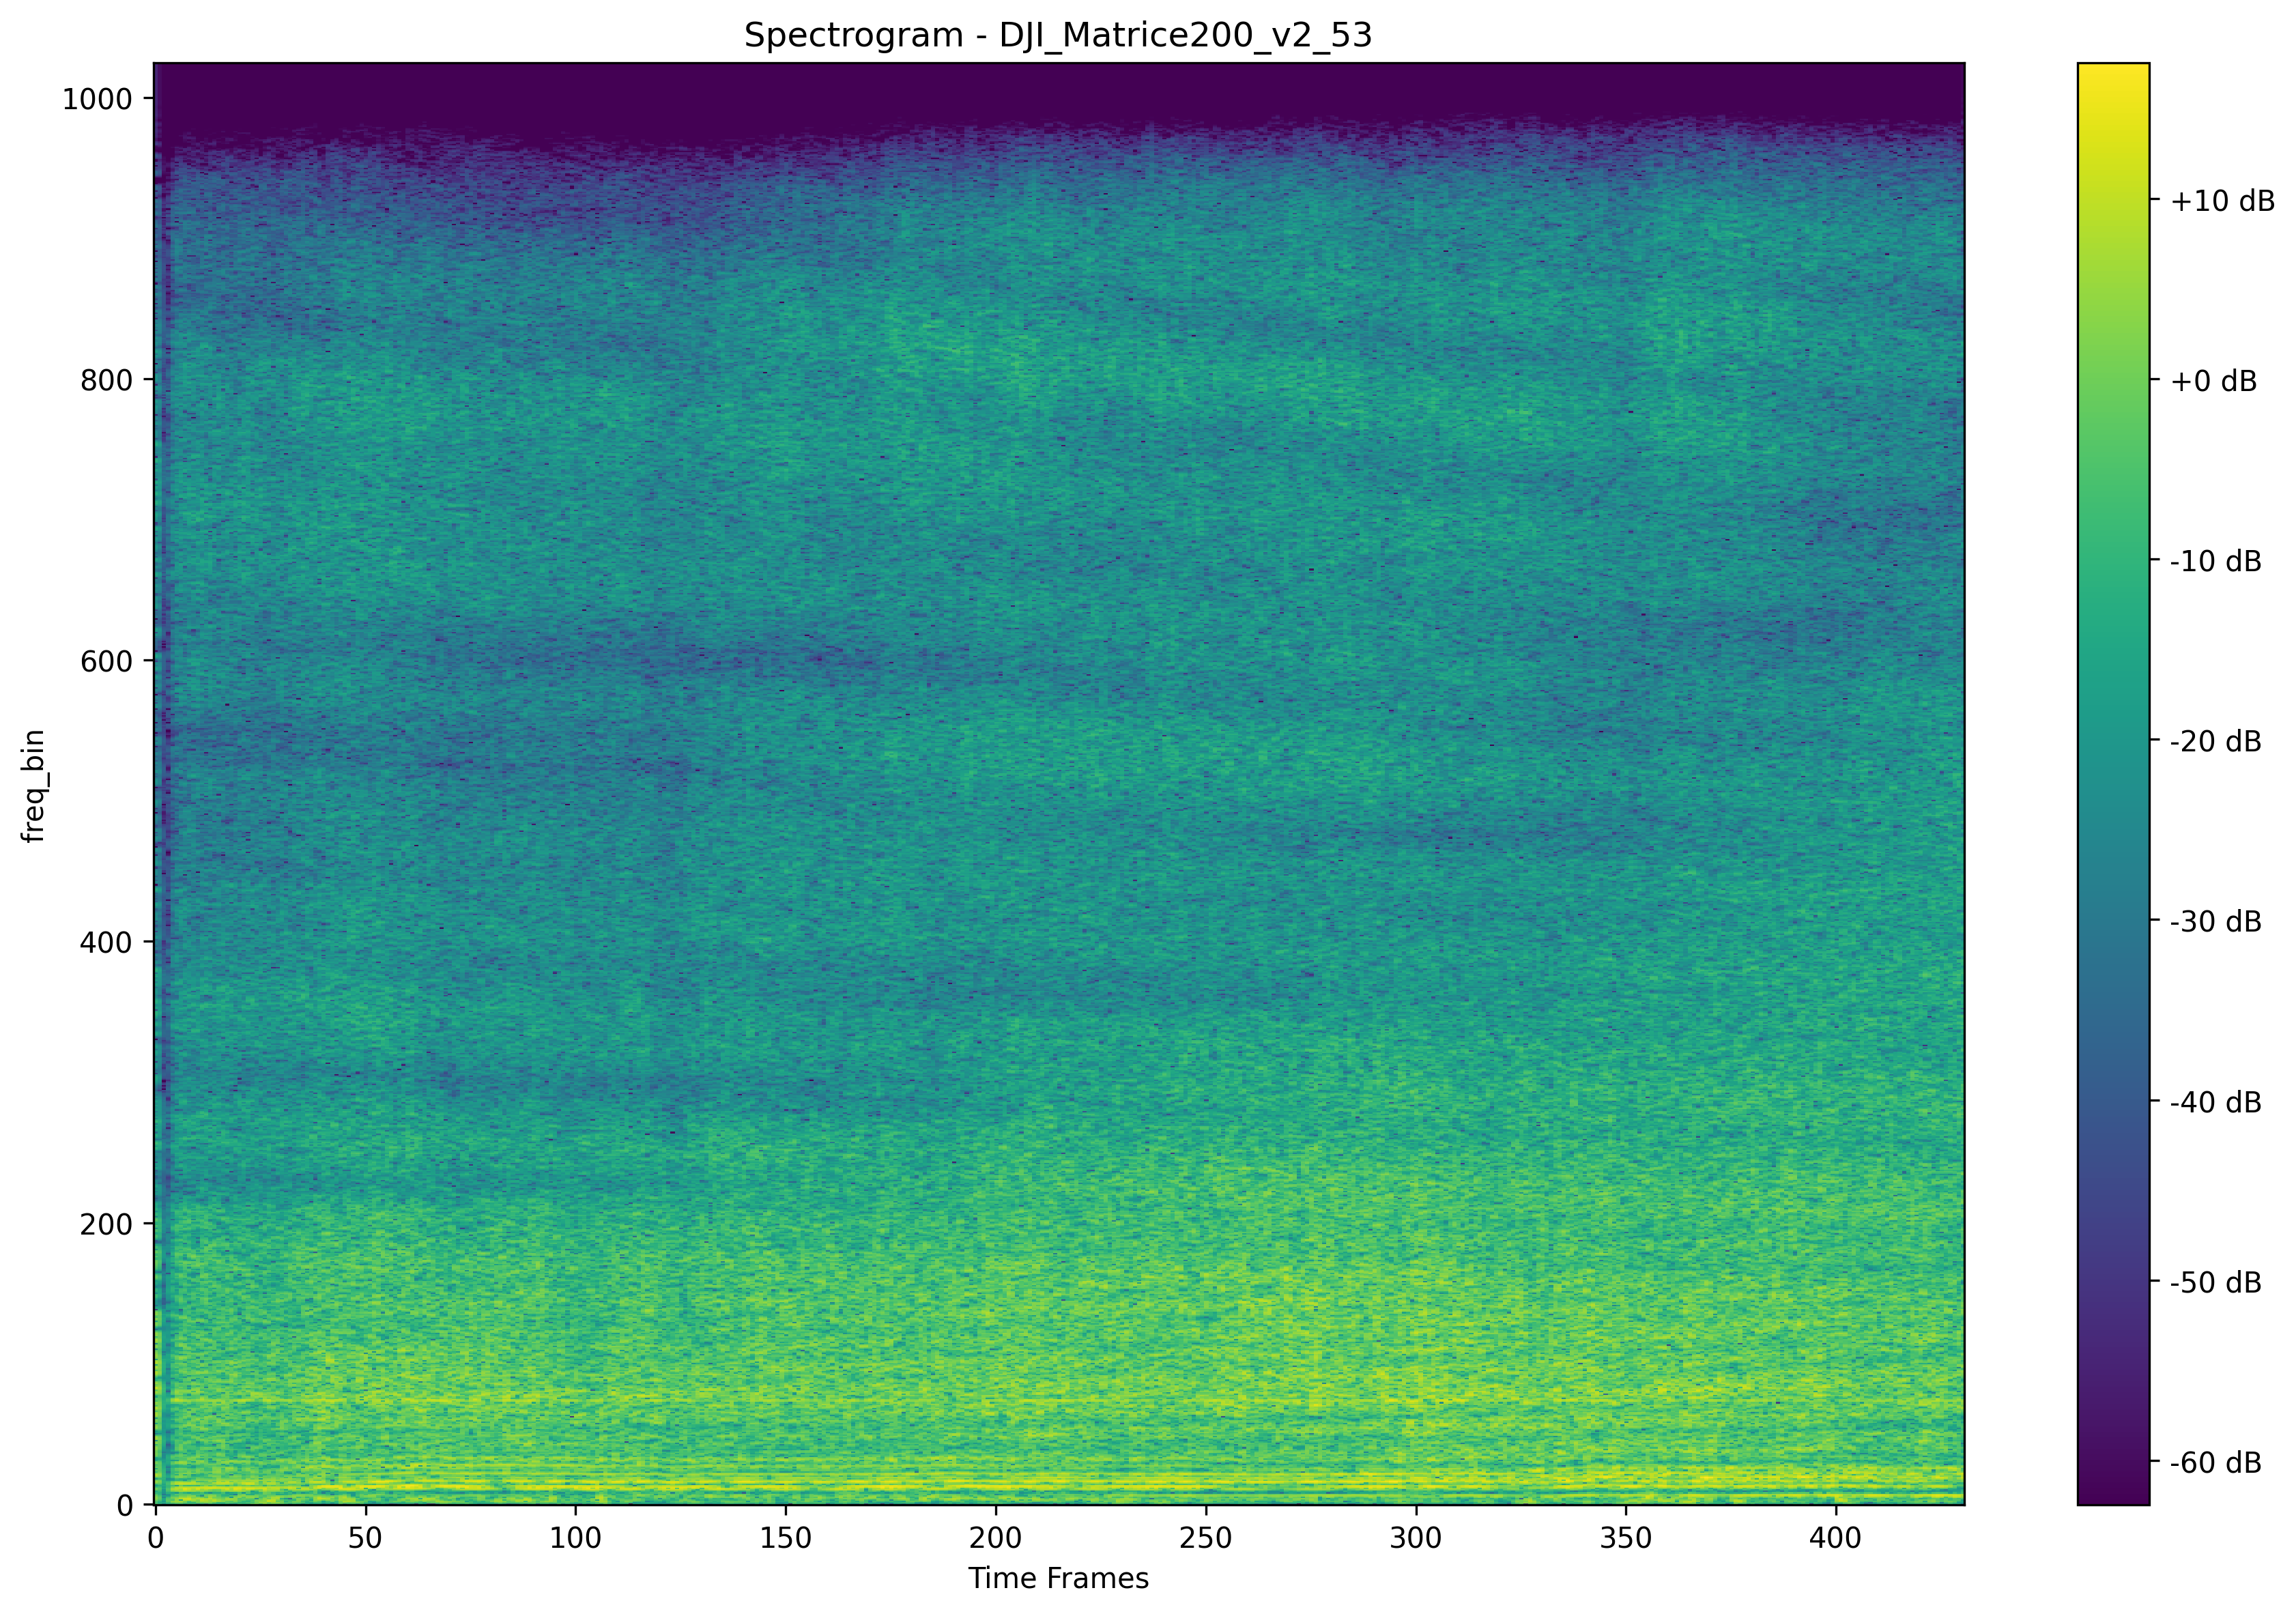 Spectrogram - DJI_Matrice200_v2_53
1000
800
600
400
200
0
freq_bin
0 50 100 150 200 250 300 350 400
Time Frames
+10 dB
+0 dB
-10 dB
-20 dB
-30 dB
-40 dB
-50 dB
-60 dB